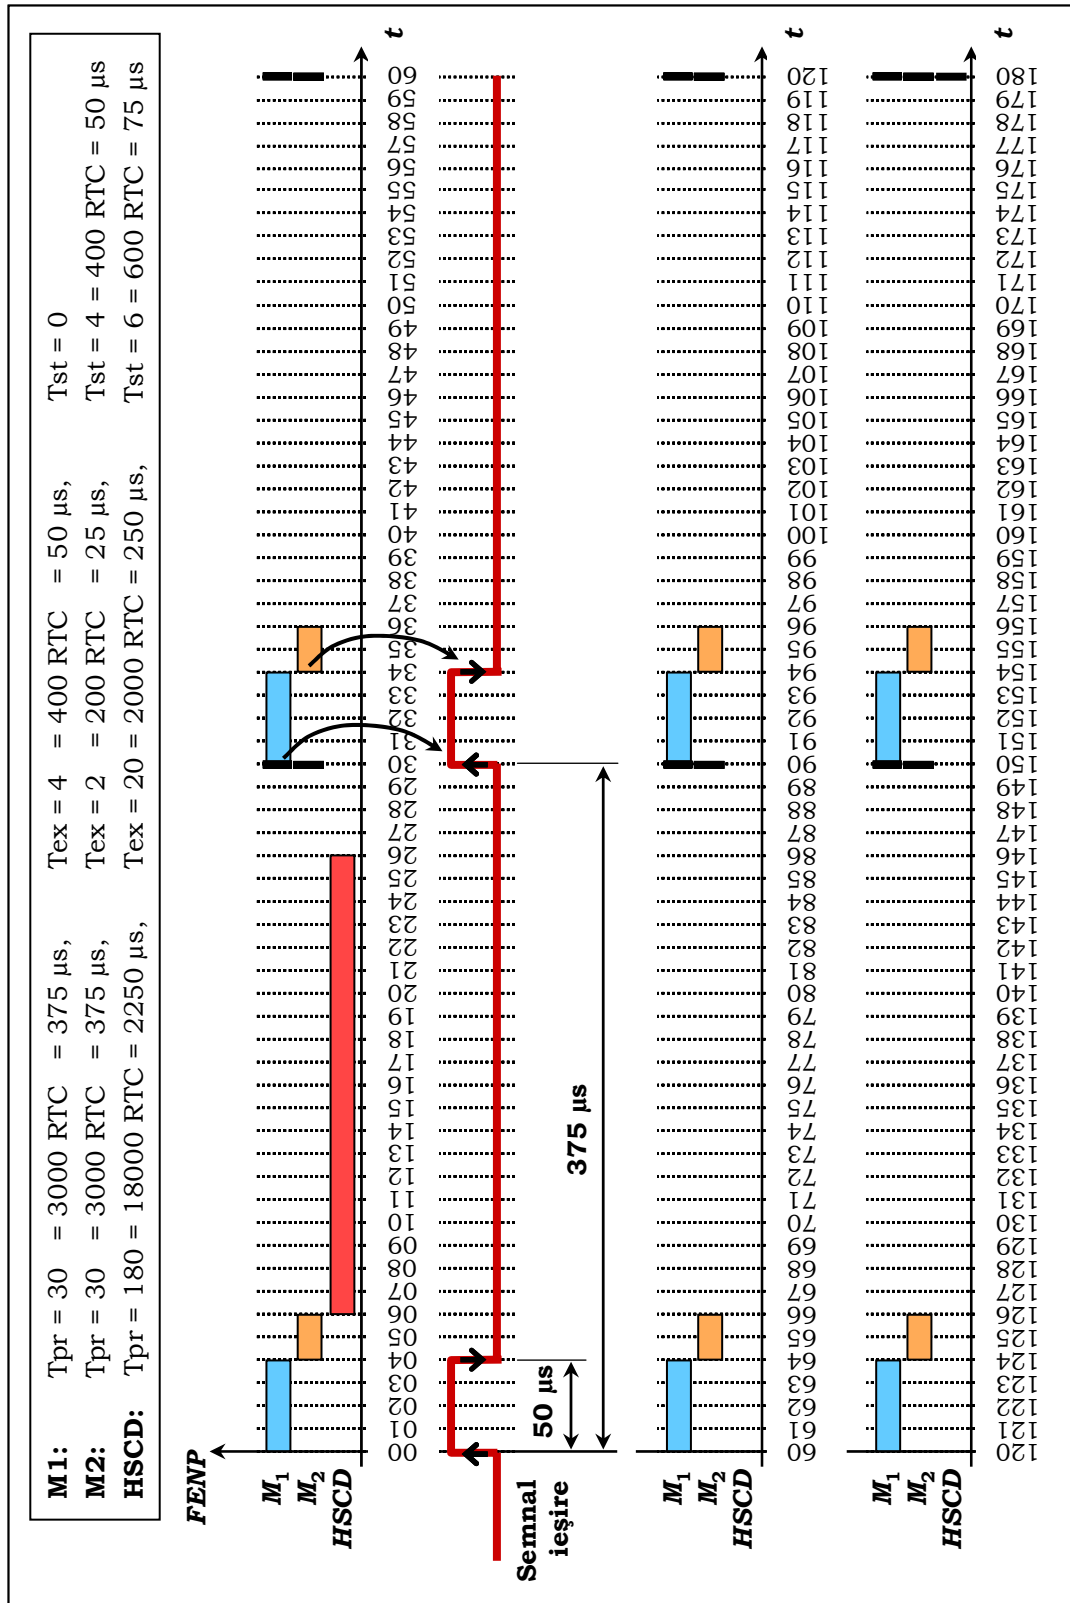 M1: Tpr = 30 = 3000 RTC = 375 µs, Tex = 4 = 400 RTC = 50 µs, Tst = 0
M2: Tpr = 30 = 3000 RTC = 375 µs, Tex = 2 = 200 RTC = 25 µs, Tst = 4 = 400 RTC = 50 µs
HSCD: Tpr = 180 = 18000 RTC = 2250 µs, Tex = 20 = 2000 RTC = 250 µs, Tst = 6 = 600 RTC = 75 µs
FENP
M1
M2
HSCD
00 01 02 03 04 05 06 07 08 09 10 11 12 13 14 15 16 17 18 19 20 21 22 23 24 25 26 27 28 29 30 31 32 33 34 35 36 37 38 39 40 41 42 43 44 45 46 47 48 49 50 51 52 53 54 55 56 57 58 59 60 t
Semnal
ieşire
50 µs
375 µs
M1
M2
HSCD
60 61 62 63 64 65 66 67 68 69 70 71 72 73 74 75 76 77 78 79 80 81 82 83 84 85 86 87 88 89 90 91 92 93 94 95 96 97 98 99 100 101 102 103 104 105 106 107 108 109 110 111 112 113 114 115 116 117 118 119 120 t
M1
M2
HSCD
120 121 122 123 124 125 126 127 128 129 130 131 132 133 134 135 136 137 138 139 140 141 142 143 144 145 146 147 148 149 150 151 152 153 154 155 156 157 158 159 160 161 162 163 164 165 166 167 168 169 170 171 172 173 174 175 176 177 178 179 180 t